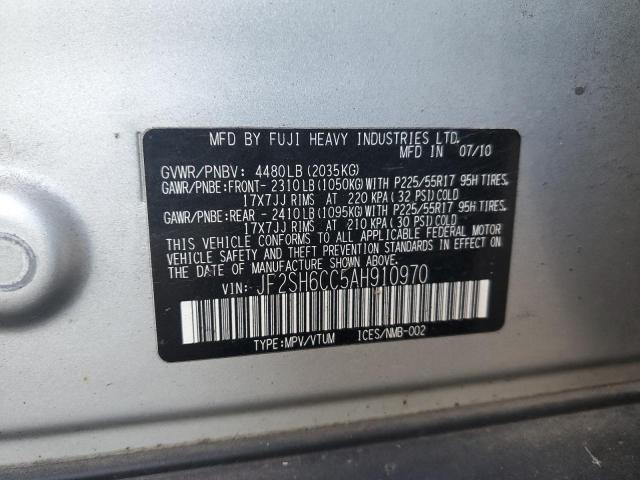 MFD BY FUJI HEAVY INDUSTRIES LTD.
MFD IN 07/10
GVWR/PNBV: 4480LB (2035KG)
GAWR/PNBE:FRONT- 2310LB (1050KG) WITH P225/55R17 95H TIRES,
17X7JJ RIMS AT 220 KPA ( 32 PSI) COLD
GAWR/PNBE:REAR - 2410LB (1095KG) WITH P225/55R17 95H TIRES,
17X7JJ RIMS AT 210 KPA ( 30 PSI) COLD
THIS VEHICLE CONFORMS TO ALL APPLICABLE FEDERAL MOTOR
VEHICLE SAFETY AND THEFT PREVENTION STANDARDS IN EFFECT
ON THE DATE OF MANUFACTURE SHOWN ABOVE.
VIN: JF2SH6CC5AH910970
TYPE:MPV/VTUM ICES/NMB-002